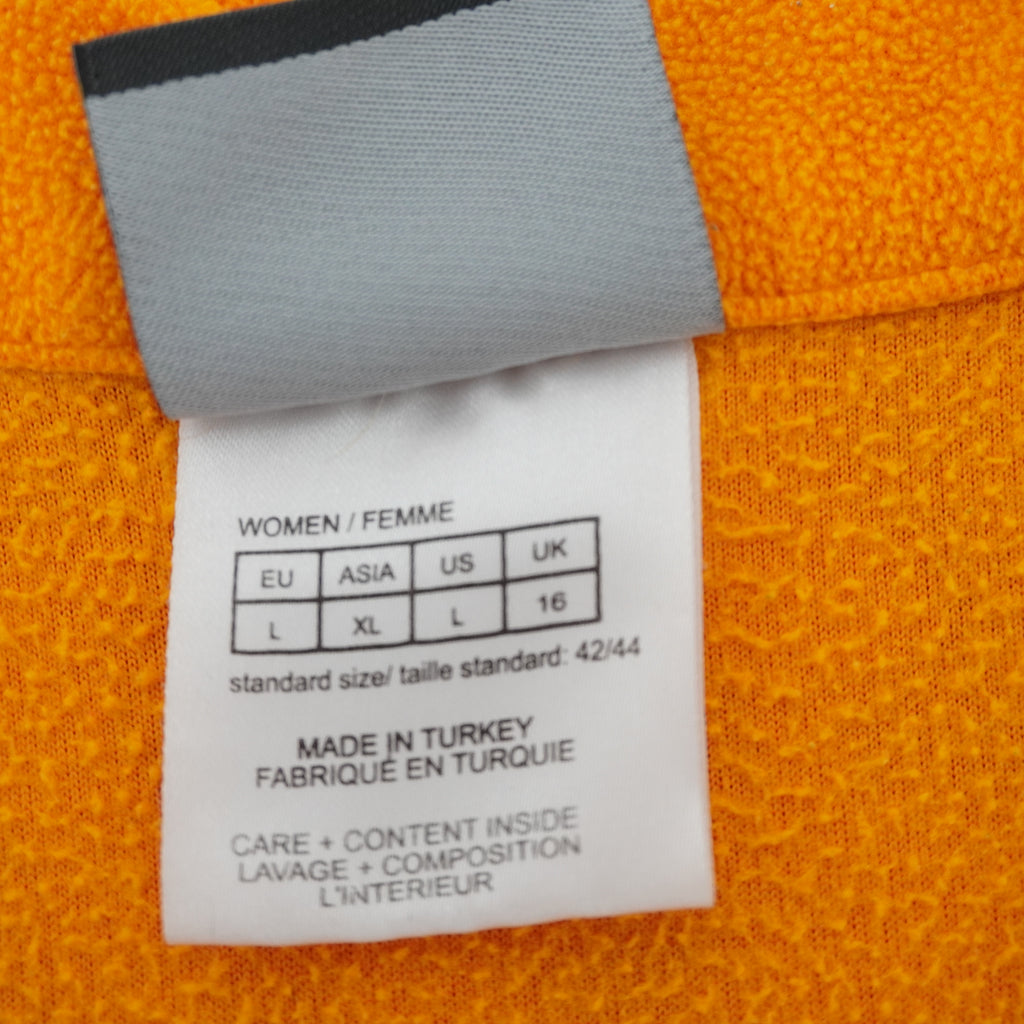 WOMEN / FEMME
EU ASIA US UK
L XL L 16
standard size/ taille standard: 42/44
MADE IN TURKEY
FABRIQUE EN TURQUIE
CARE + CONTENT INSIDE
LAVAGE + COMPOSITION
L'INTERIEUR